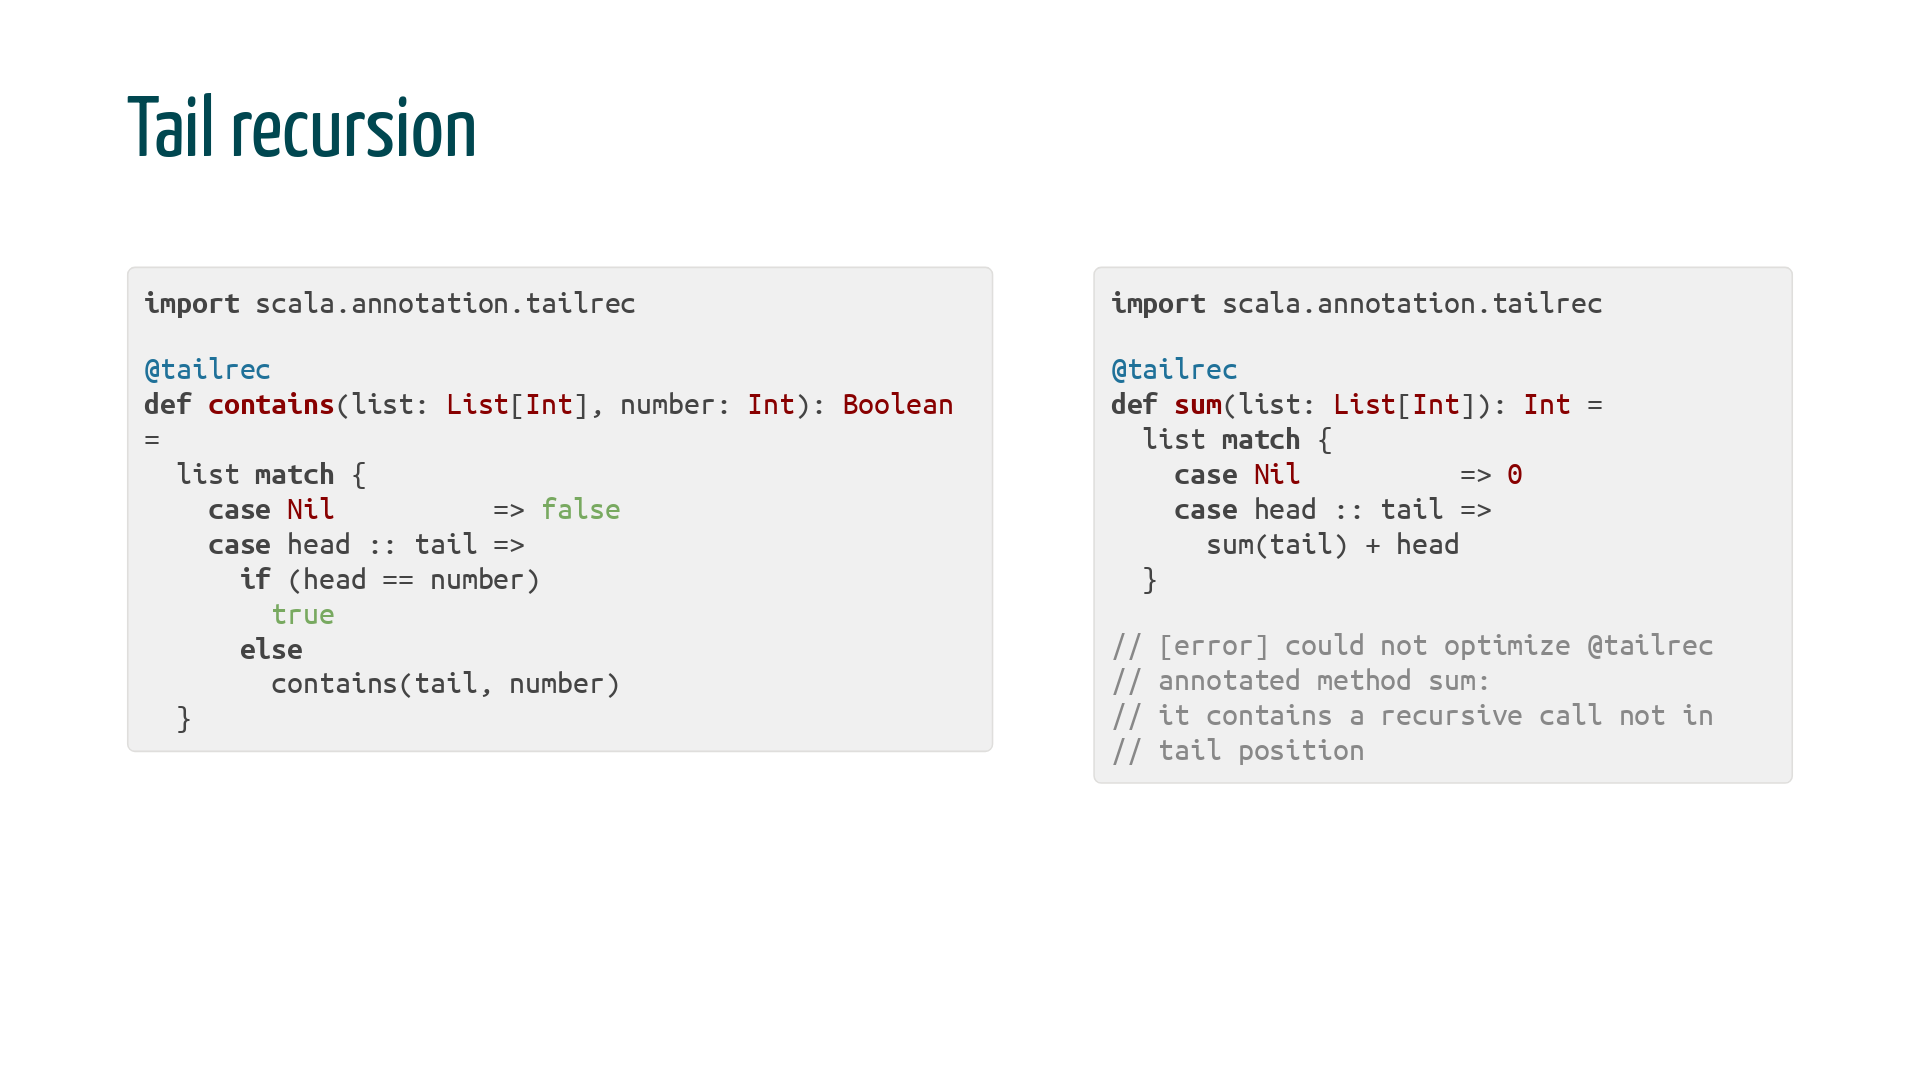 Tail recursion
import scala.annotation.tailrec
@tailrec
def contains(list: List[Int], number: Int): Boolean
=
  list match {
    case Nil          => false
    case head :: tail =>
      if (head == number)
        true
      else
        contains(tail, number)
  }
import scala.annotation.tailrec
@tailrec
def sum(list: List[Int]): Int =
  list match {
    case Nil          => 0
    case head :: tail =>
      sum(tail) + head
  }
// [error] could not optimize @tailrec
// annotated method sum:
// it contains a recursive call not in
// tail position